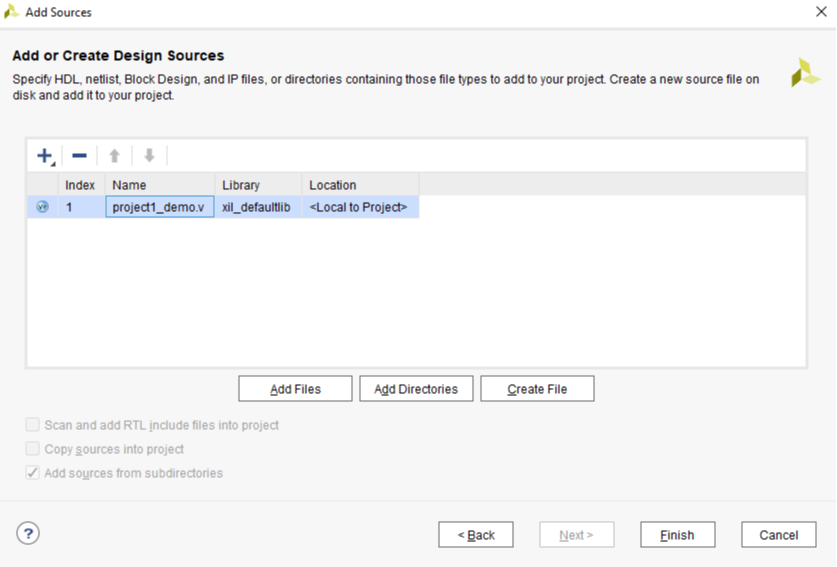 Add Sources
Add or Create Design Sources
Specify HDL, netlist, Block Design, and IP files, or directories containing those file types to add to your project. Create a new source file on
disk and add it to your project.
Index Name Library Location
1 project1_demo.v xil_defaultlib <Local to Project>
Add Files Add Directories Create File
Scan and add RTL include files into project
Copy sources into project
Add sources from subdirectories
? < Back Next > Finish Cancel